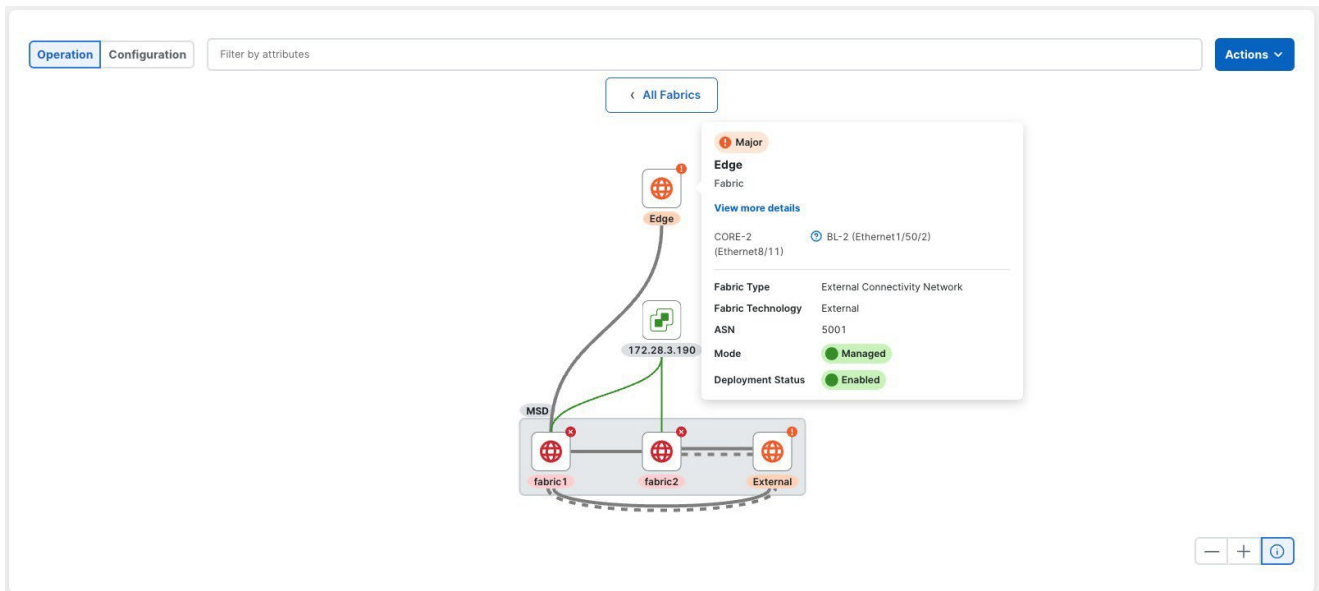 Operation Configuration Filter by attributes Actions
All Fabrics
Major
Edge
Fabric
View more details
CORE-2 BL-2 (Ethernet1/50/2)
(Ethernet8/11)
Fabric Type External Connectivity Network
Fabric Technology External
ASN 5001
Mode Managed
Deployment Status Enabled
Edge
172.28.3.190
MSD
fabric1 fabric2 External